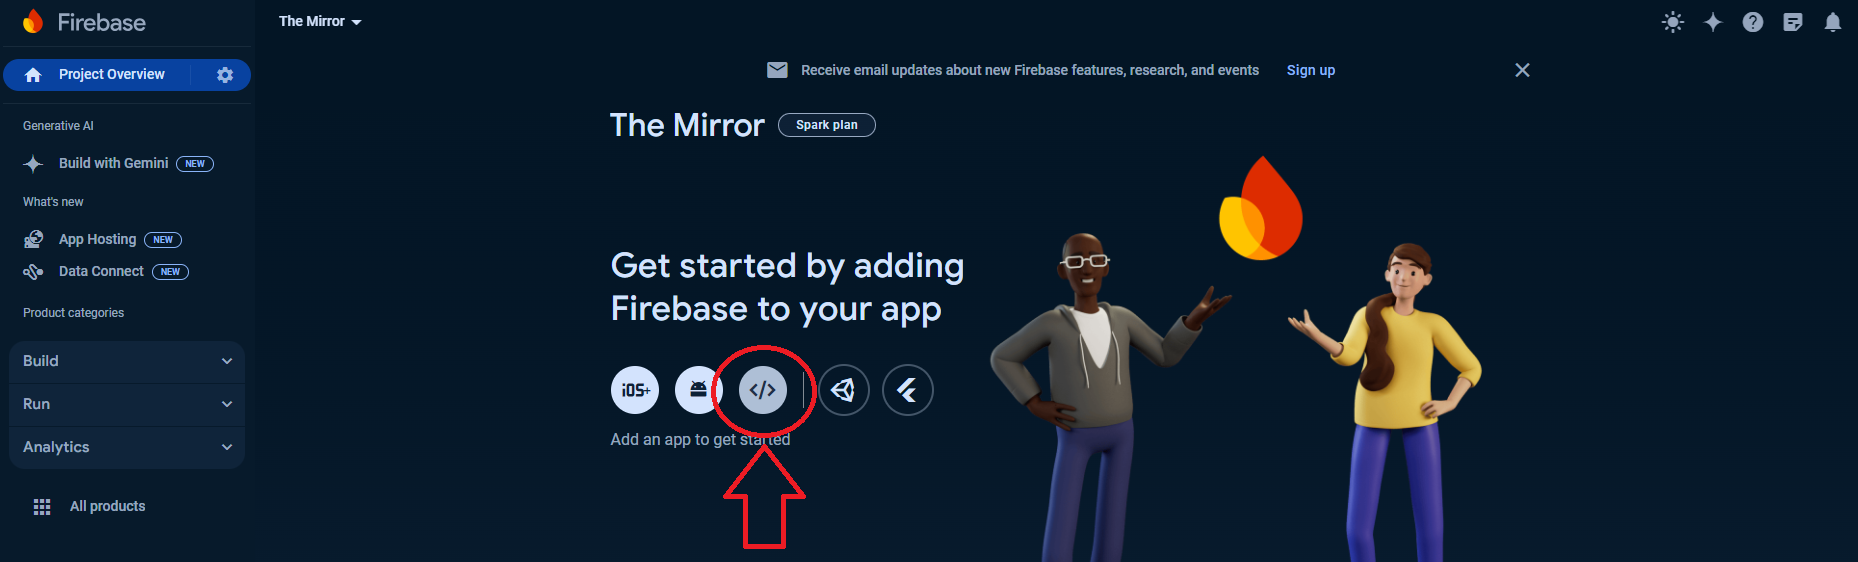 Firebase
The Mirror
Project Overview
Receive email updates about new Firebase features, research, and events Sign up
The Mirror Spark plan
Generative AI
Build with Gemini NEW
What's new
App Hosting NEW
Data Connect NEW
Product categories
Build
Run
Analytics
All products
Get started by adding
Firebase to your app
iOS+ </>
Add an app to get started